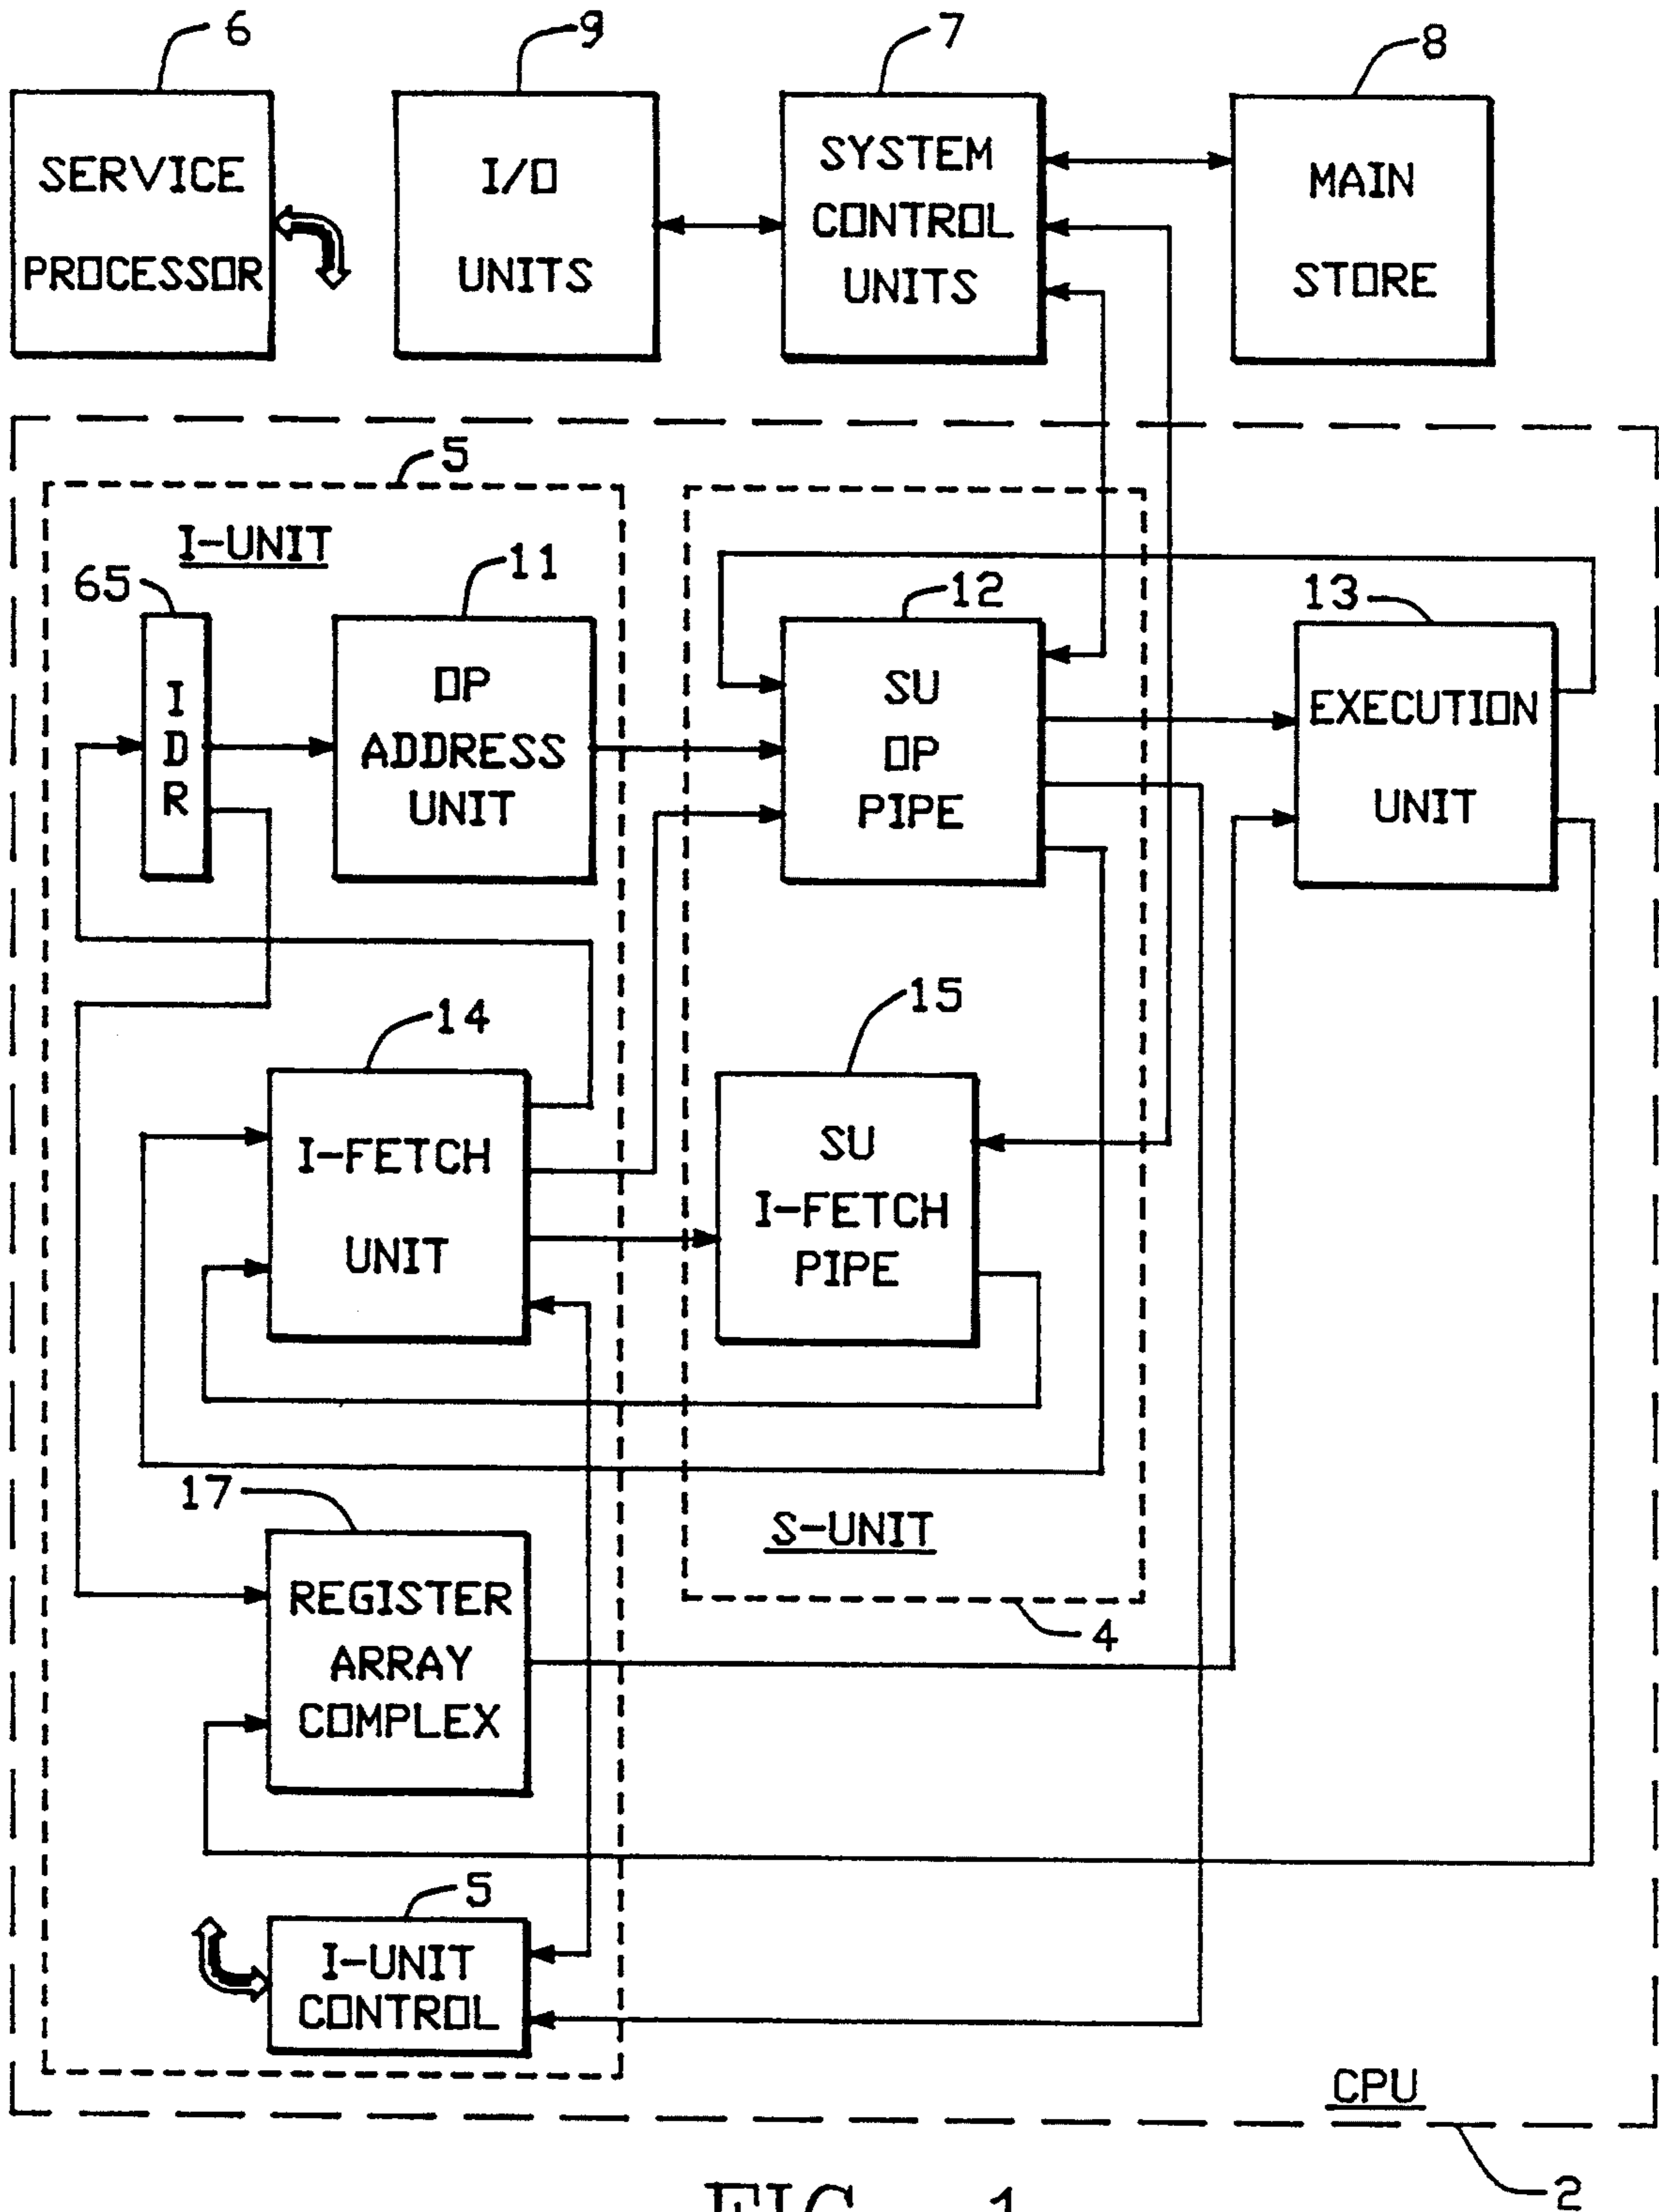 6
9
7
8
SERVICE
PROCESSOR
I/O
UNITS
SYSTEM
CONTROL
UNITS
MAIN
STORE
5
I-UNIT
65
11
12
13
I
D
R
OP
ADDRESS
UNIT
SU
OP
PIPE
EXECUTION
UNIT
14
15
I-FETCH
UNIT
SU
I-FETCH
PIPE
17
S-UNIT
4
REGISTER
ARRAY
COMPLEX
5
I-UNIT
CONTROL
CPU
2
FIG. 1